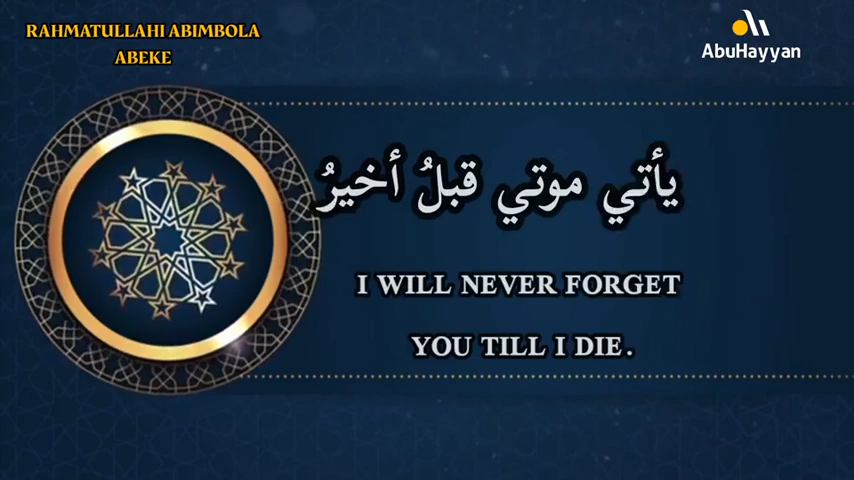 RAHMATULLAHI ABIMBOLA
ABEKE
AbuHayyan
يأتي موتي قبلُ أخيرُ
I WILL NEVER FORGET
YOU TILL I DIE.